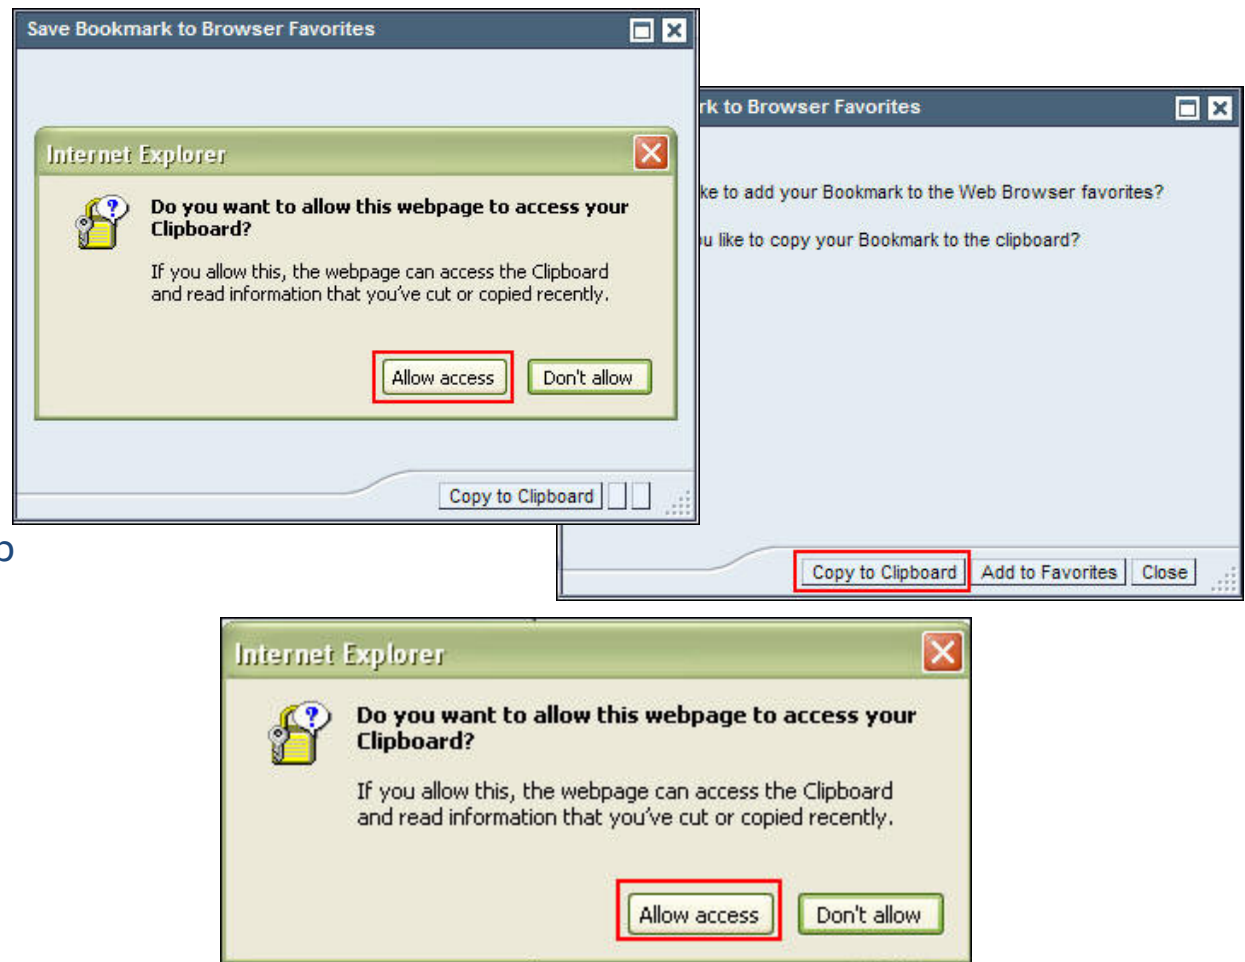 Save Bookmark to Browser Favorites
Internet Explorer
Do you want to allow this webpage to access your
Clipboard?
If you allow this, the webpage can access the Clipboard
and read information that you've cut or copied recently.
Allow access
Don't allow
Copy to Clipboard
to Browser Favorites
to add your Bookmark to the Web Browser favorites?
like to copy your Bookmark to the clipboard?
Copy to Clipboard
Add to Favorites
Close
Internet Explorer
Do you want to allow this webpage to access your
Clipboard?
If you allow this, the webpage can access the Clipboard
and read information that you've cut or copied recently.
Allow access
Don't allow